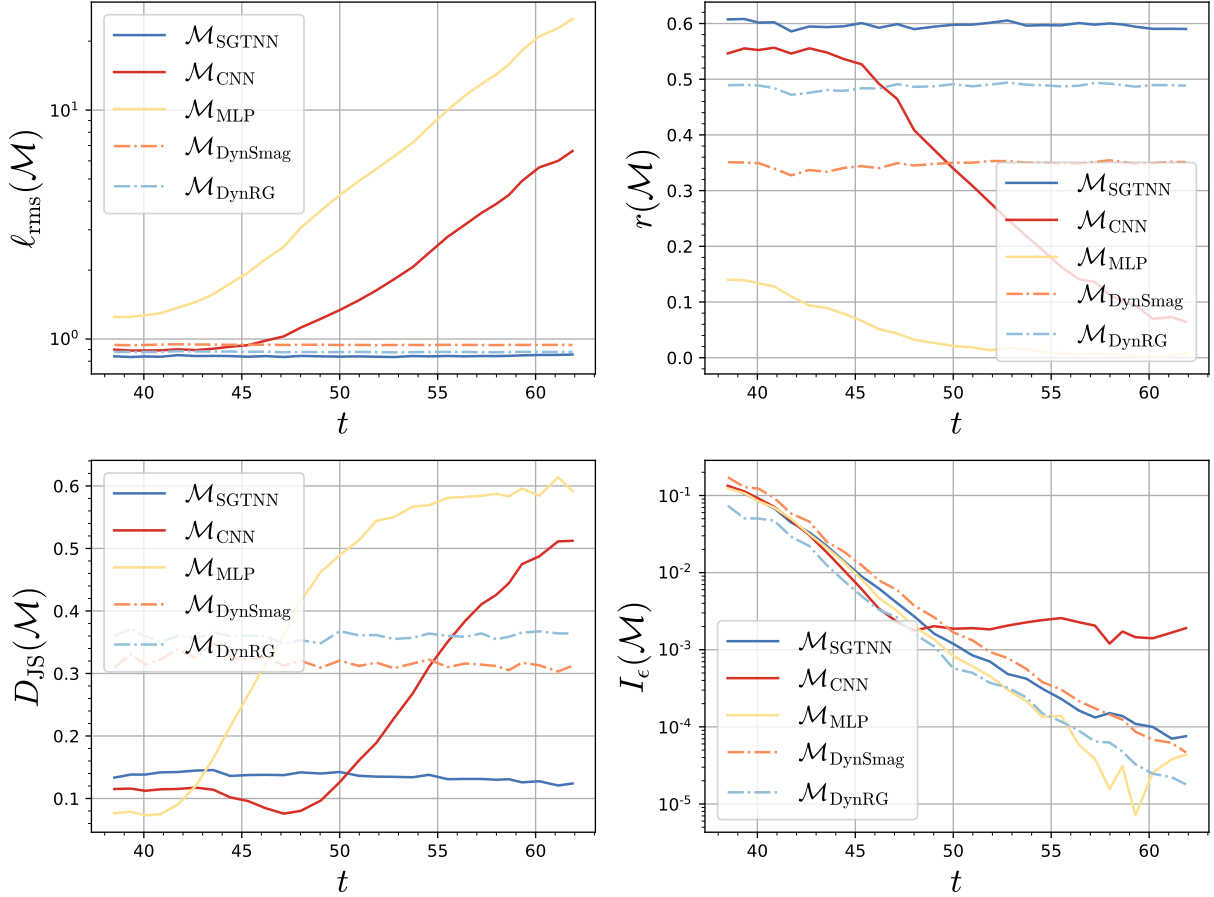 ℓ_rms(ℳ)
10¹
10⁰
ℳ_SGTNN
ℳ_CNN
ℳ_MLP
ℳ_DynSmag
ℳ_DynRG
40 45 50 55 60
t
r(ℳ)
0.6
0.5
0.4
0.3
0.2
0.1
0.0
ℳ_SGTNN
ℳ_CNN
ℳ_MLP
ℳ_DynSmag
ℳ_DynRG
40 45 50 55 60
t
D_JS(ℳ)
0.6
0.5
0.4
0.3
0.2
0.1
ℳ_SGTNN
ℳ_CNN
ℳ_MLP
ℳ_DynSmag
ℳ_DynRG
40 45 50 55 60
t
I_ϵ(ℳ)
10⁻¹
10⁻²
10⁻³
10⁻⁴
10⁻⁵
ℳ_SGTNN
ℳ_CNN
ℳ_MLP
ℳ_DynSmag
ℳ_DynRG
40 45 50 55 60
t